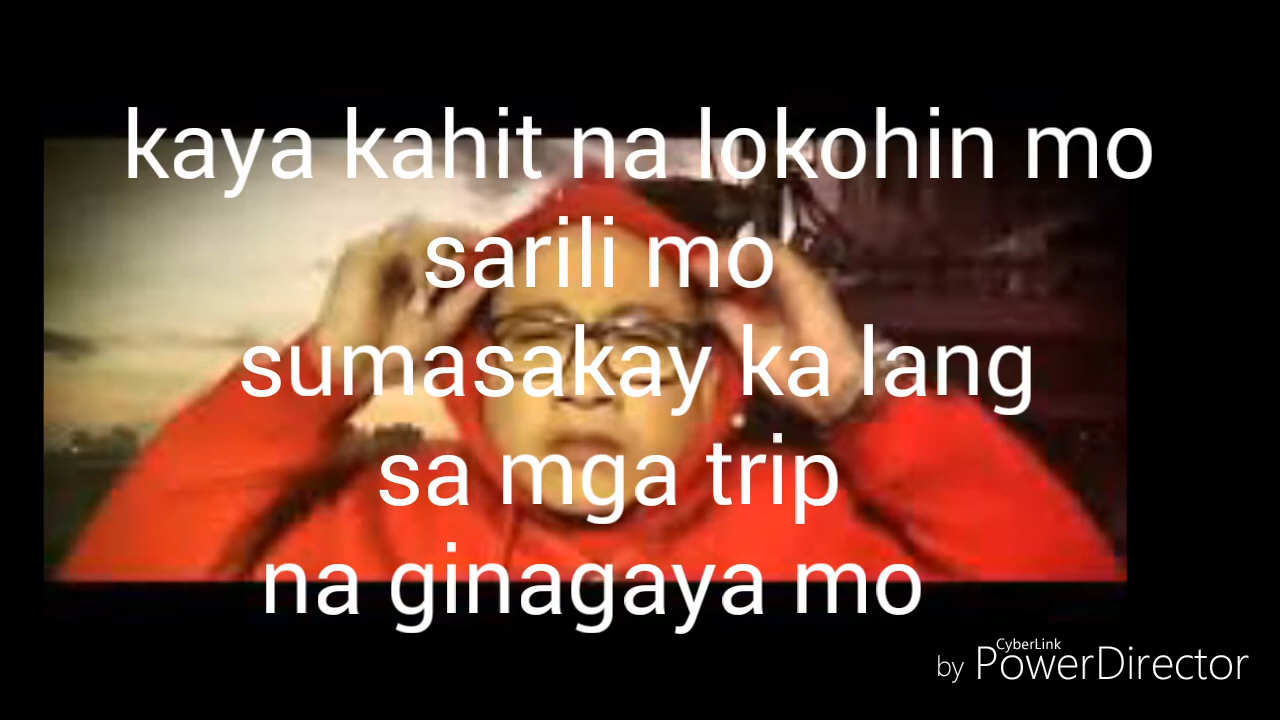 kaya kahit na lokohin mo
sarili mo
sumasakay ka lang
sa mga trip
na ginagaya mo
CyberLink
by PowerDirector